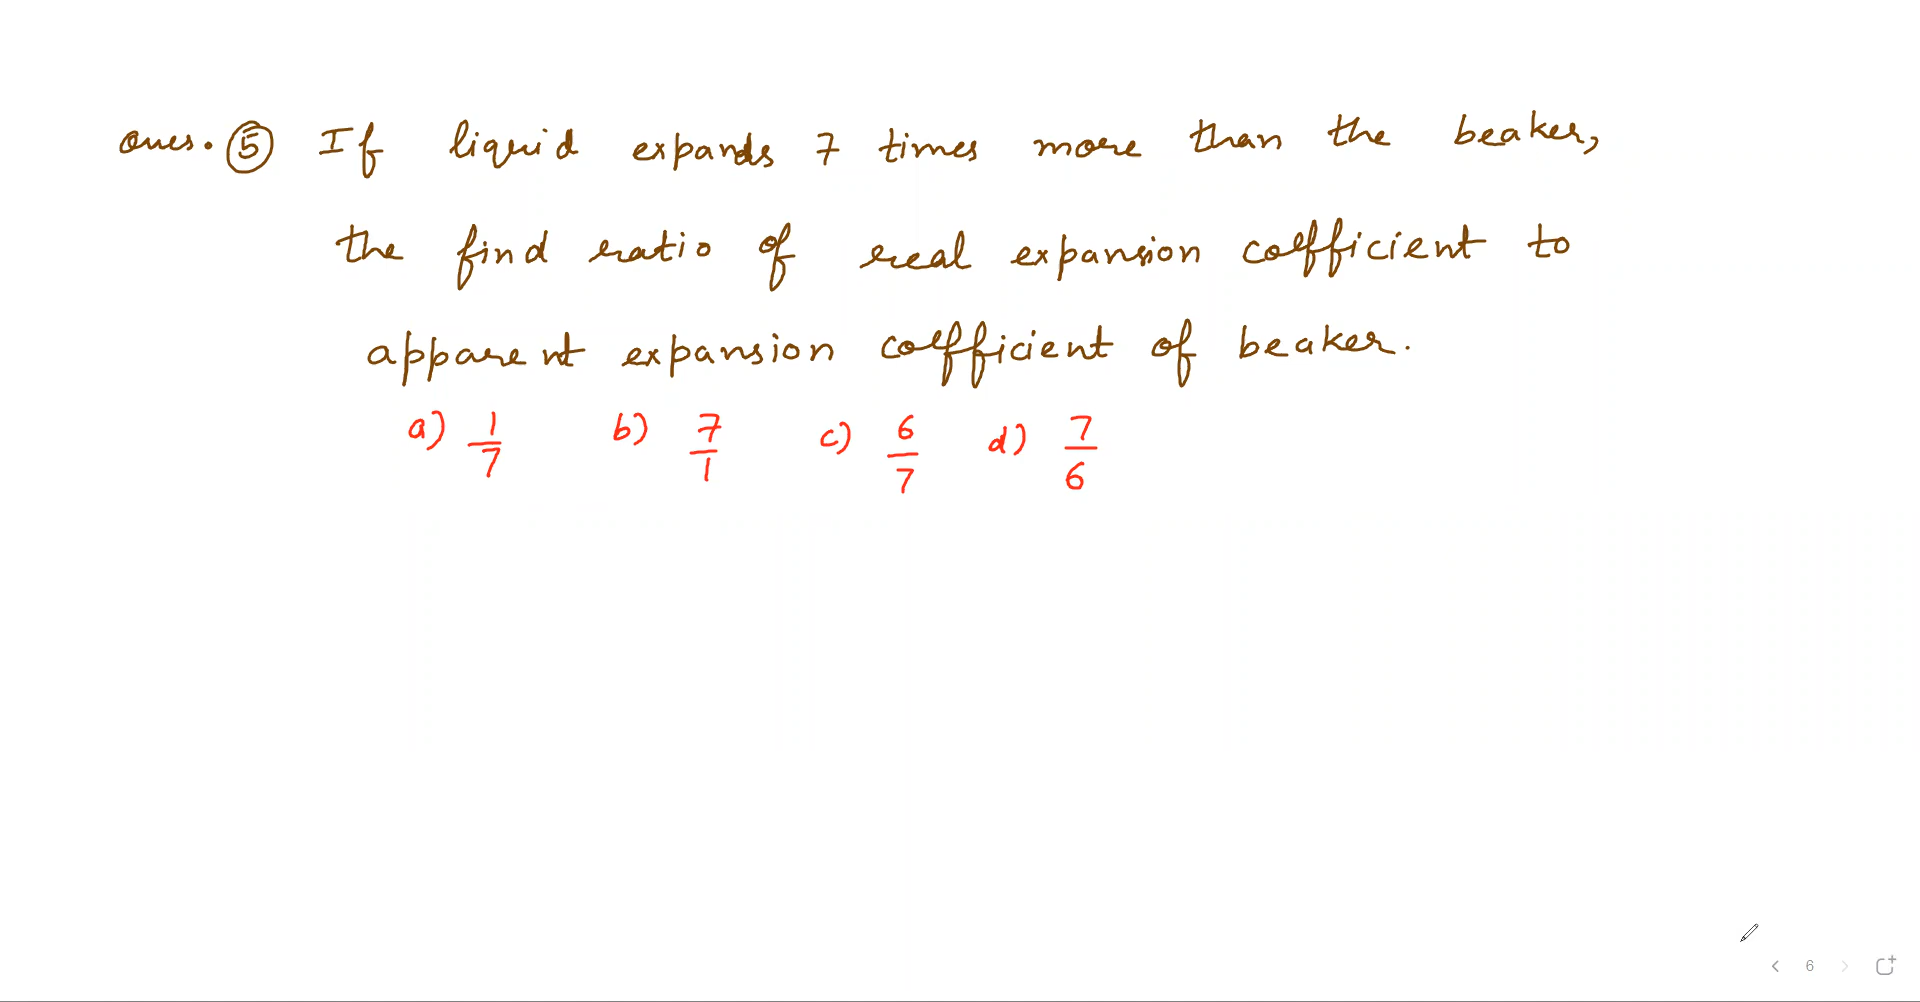 Ques. 5 If liquid expands 7 times more than the beaker,
the find ratio of real expansion coefficient to
apparent expansion coefficient of beaker.
a) 1/7 b) 7/1 c) 6/7 d) 7/6
6